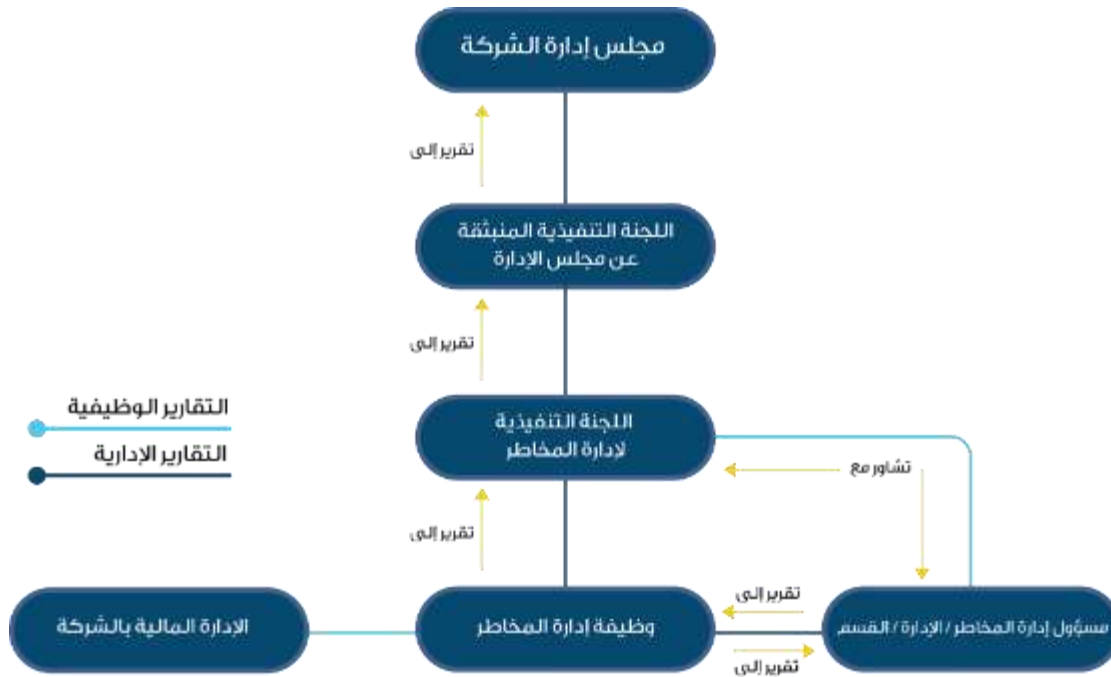 مجلس إدارة الشركة
تقرير إلى
اللجنة التنفيذية المنبثقة
عن مجلس الإدارة
تقرير إلى
التقارير الوظيفية
التقارير الإدارية
اللجنة التنفيذية
لإدارة المخاطر
تشاور مع
تقرير إلى
مسؤول إدارة المخاطر / الإدارة / القسم
تقرير إلى
تقرير إلى
وظيفة إدارة المخاطر
الإدارة المالية بالشركة